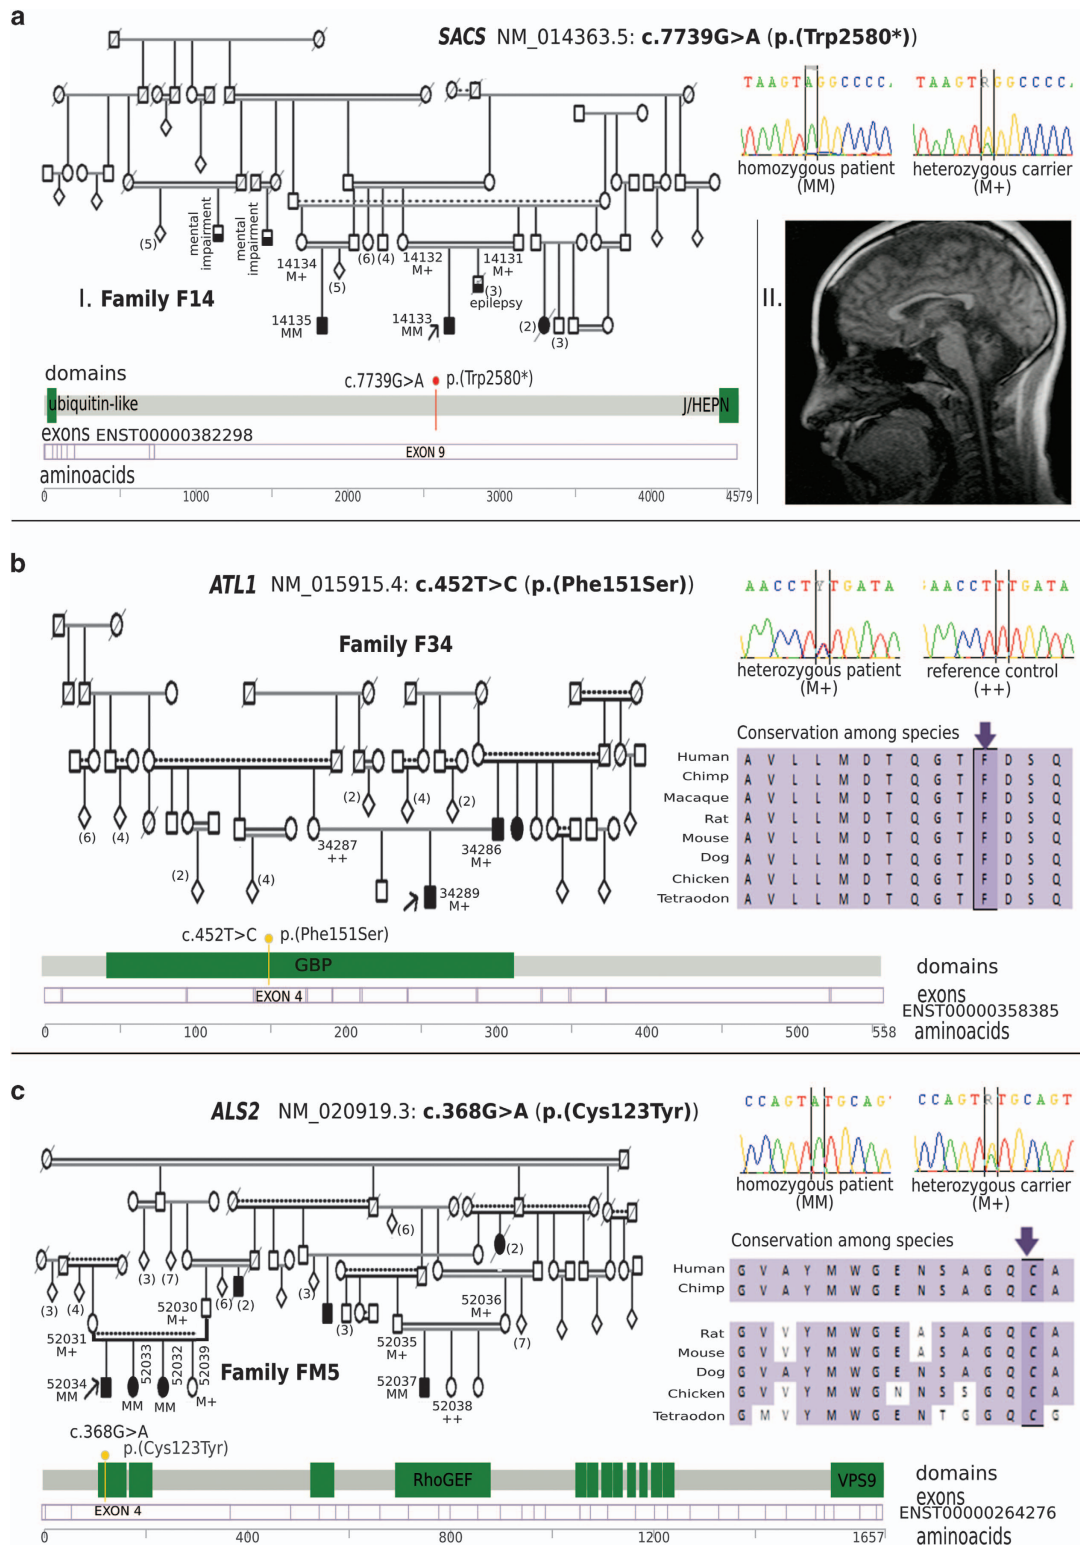 a
SACS NM_014363.5: c.7739G>A (p.(Trp2580*))
TAAGTAGGCCCC
TAAGTRGGCCCC
homozygous patient
(MM)
heterozygous carrier
(M+)
mental
impairment
mental
impairment
(5)
14134
M+
(5)
(6)
(4)
14132
M+
14131
M+
(3)
epilepsy
I. Family F14
14135
MM
14133
MM
(2)
(3)
II.
domains
c.7739G>A p.(Trp2580*)
ubiquitin-like
J/HEPN
exons ENST00000382298
EXON 9
aminoacids
0 1000 2000 3000 4000 4579
b
ATL1 NM_015915.4: c.452T>C (p.(Phe151Ser))
Family F34
AACCTYTGATA
AACCTTTGATA
heterozygous patient
(M+)
reference control
(++)
Conservation among species
Human A V L L M D T Q G T F D S Q
Chimp A V L L M D T Q G T F D S Q
Macaque A V L L M D T Q G T F D S Q
Rat A V L L M D T Q G T F D S Q
Mouse A V L L M D T Q G T F D S Q
Dog A V L L M D T Q G T F D S Q
Chicken A V L L M D T Q G T F D S Q
Tetraodon A V L L M D T Q G T F D S Q
(2)
(4)
(2)
(6)
(4)
34287
++
34286
M+
(2)
(4)
34289
M+
c.452T>C p.(Phe151Ser)
GBP
domains
EXON 4
exons
ENST00000358385
0 100 200 300 400 500 558
aminoacids
c
ALS2 NM_020919.3: c.368G>A (p.(Cys123Tyr))
CCAGTATGCAG
CCAGTRTGCAGT
homozygous patient
(MM)
heterozygous carrier
(M+)
Conservation among species
Human G V A Y M W G E N S A G Q C A
Chimp G V A Y M W G E N S A G Q C A
Rat G V V Y M W G E A S A G Q C A
Mouse G V V Y M W G E A S A G Q C A
Dog G V A Y M W G E N S A G Q C A
Chicken G V V Y M W G N N S S G Q C A
Tetraodon G M V Y M W G E N T G G Q C G
(6)
(2)
(3)
(7)
(3)
(4)
52030
M+
(6)
(2)
(3)
(3)
52036
M+
(7)
52031
M+
52033
52032
52039
52035
M+
Family FM5
52034
MM
MM
MM
M+
52037
MM
52038
++
c.368G>A
p.(Cys123Tyr)
RhoGEF
VPS9
domains
EXON 4
exons
ENST00000264276
0 400 800 1200 1657
aminoacids